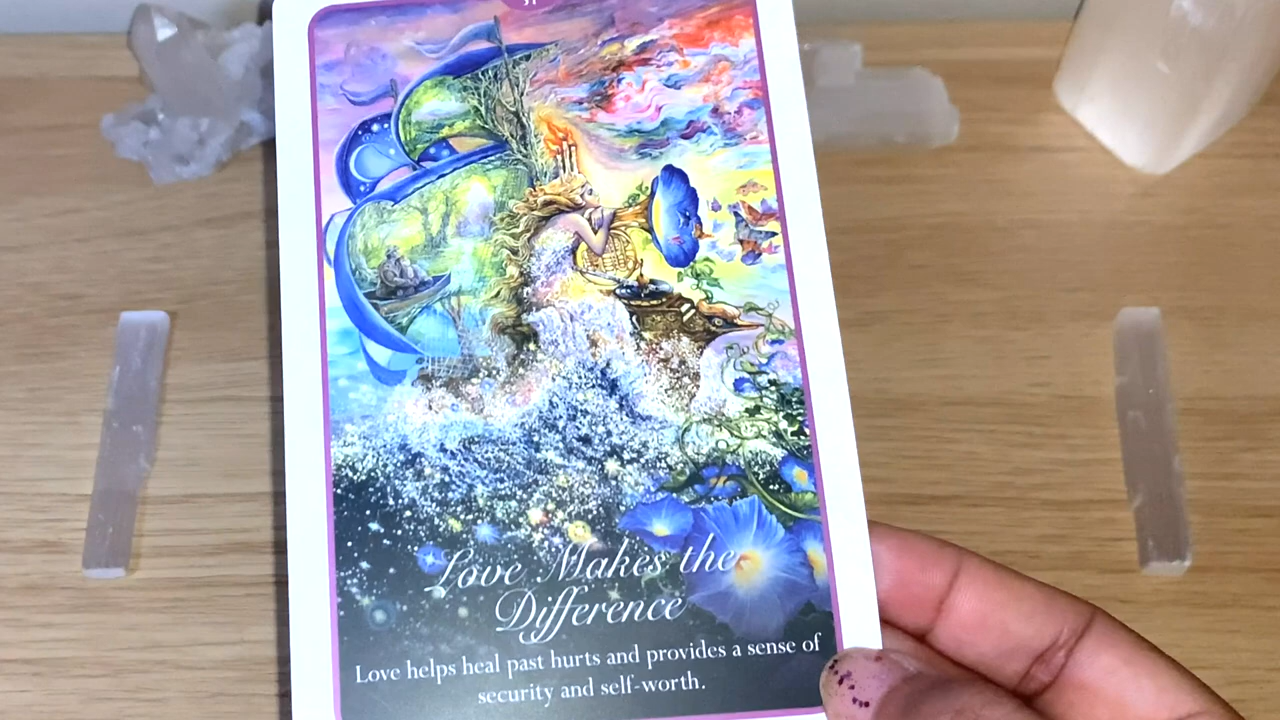 Love Makes the
Difference
Love helps heal past hurts and provides a sense of
security and self-worth.